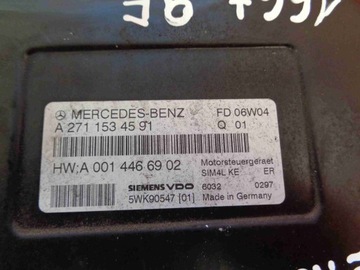 MERCEDES-BENZ FD 06W04
A 271 153 45 91 Q 01
HW:A 001 446 69 02 Motorsteuergeraet
SIM4L KE ER
SIEMENS VDO 6032 0297
5WK90547 [01] Made in Germany